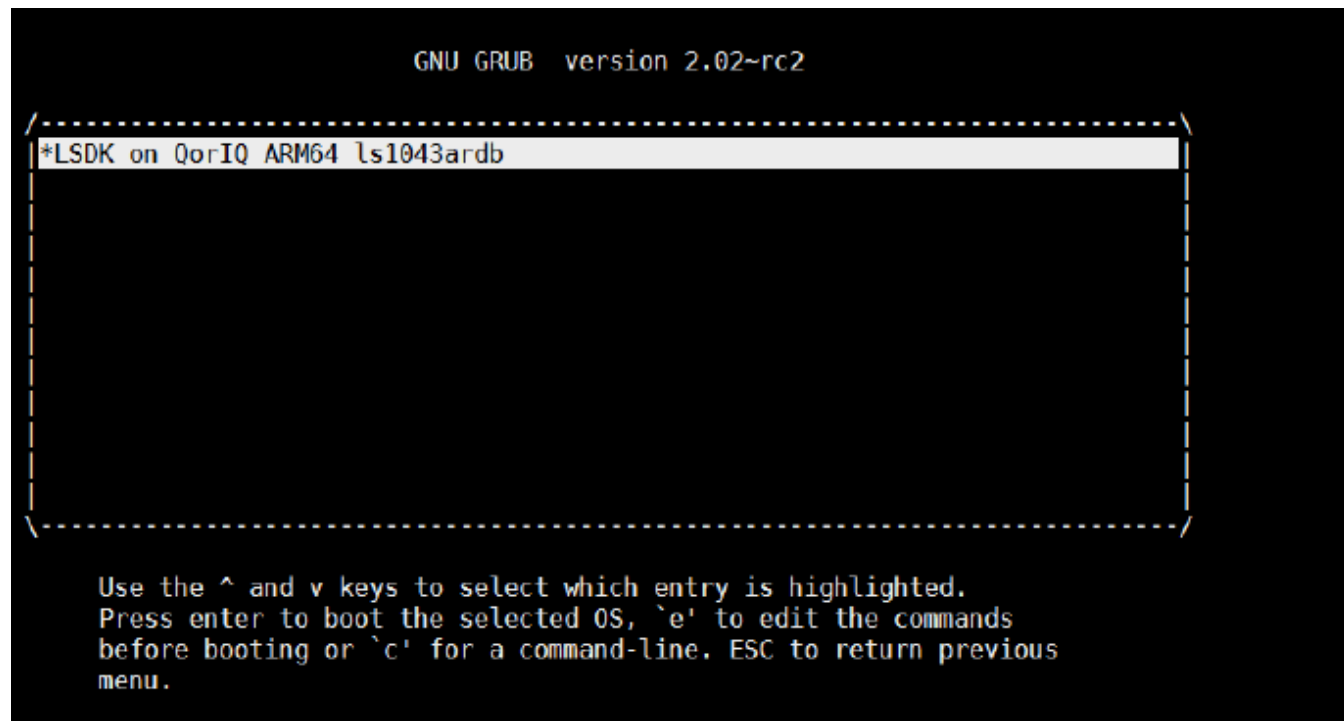 GNU GRUB  version 2.02~rc2
*LSDK on QorIQ ARM64 ls1043ardb
Use the ^ and v keys to select which entry is highlighted.
Press enter to boot the selected OS, `e' to edit the commands
before booting or `c' for a command-line. ESC to return previous
menu.